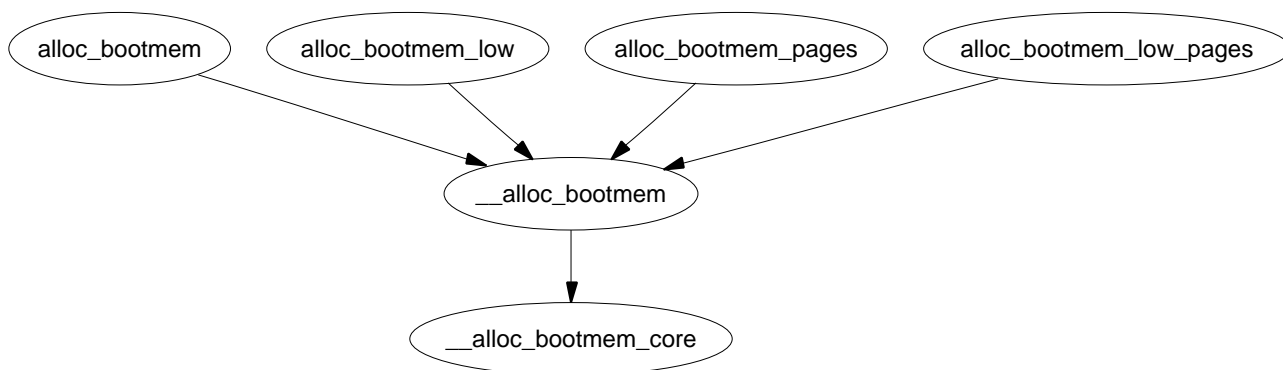 alloc_bootmem
alloc_bootmem_low
alloc_bootmem_pages
alloc_bootmem_low_pages
__alloc_bootmem
__alloc_bootmem_core